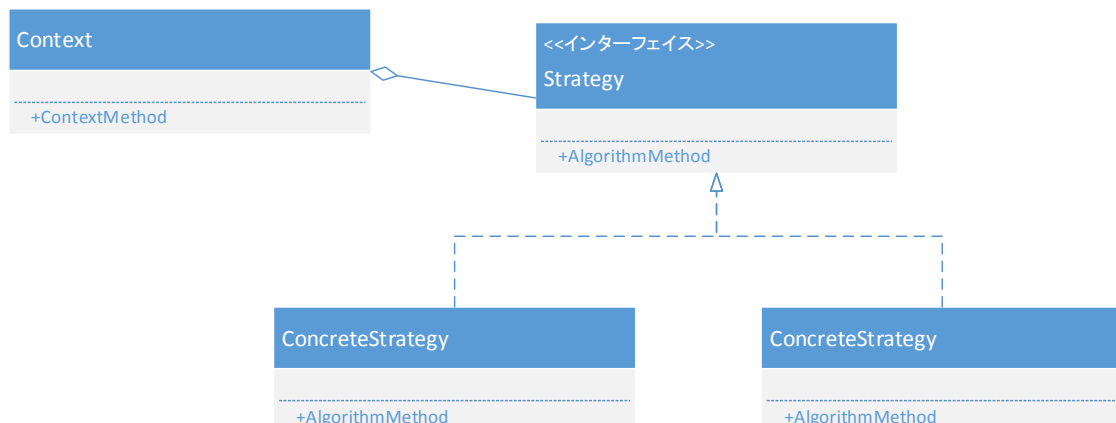 Context
+ContextMethod
<<インターフェイス>>
Strategy
+AlgorithmMethod
ConcreteStrategy
+AlgorithmMethod
ConcreteStrategy
+AlgorithmMethod